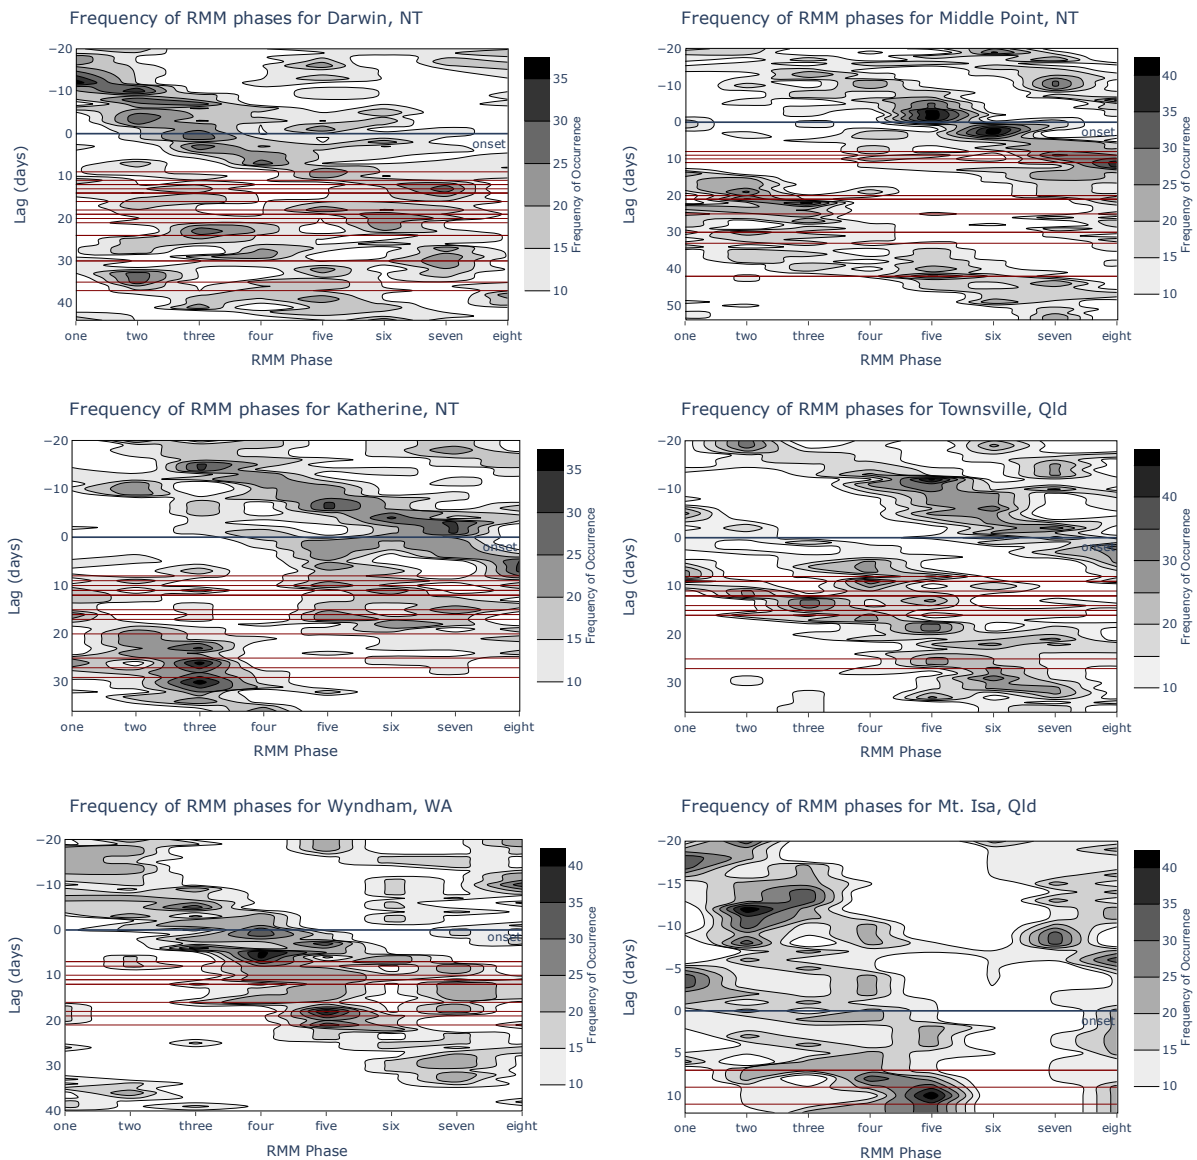 Frequency of RMM phases for Darwin, NT
−20
−10
0
10
20
30
40
Lag (days)
onset
one two three four five six seven eight
RMM Phase
35
30
25
20
15
10
Frequency of Occurrence
Frequency of RMM phases for Middle Point, NT
−20
−10
0
10
20
30
40
50
Lag (days)
onset
one two three four five six seven eight
RMM Phase
40
35
30
25
20
15
10
Frequency of Occurrence
Frequency of RMM phases for Katherine, NT
−20
−10
0
10
20
30
Lag (days)
onset
one two three four five six seven eight
RMM Phase
35
30
25
20
15
10
Frequency of Occurrence
Frequency of RMM phases for Townsville, Qld
−20
−10
0
10
20
30
Lag (days)
onset
one two three four five six seven eight
RMM Phase
40
30
20
10
Frequency of Occurrence
Frequency of RMM phases for Wyndham, WA
−20
−10
0
10
20
30
40
Lag (days)
onset
one two three four five six seven eight
RMM Phase
40
35
30
25
20
15
10
Frequency of Occurrence
Frequency of RMM phases for Mt. Isa, Qld
−20
−15
−10
−5
0
5
10
Lag (days)
onset
one two three four five six seven eight
RMM Phase
40
35
30
25
20
15
10
Frequency of Occurrence